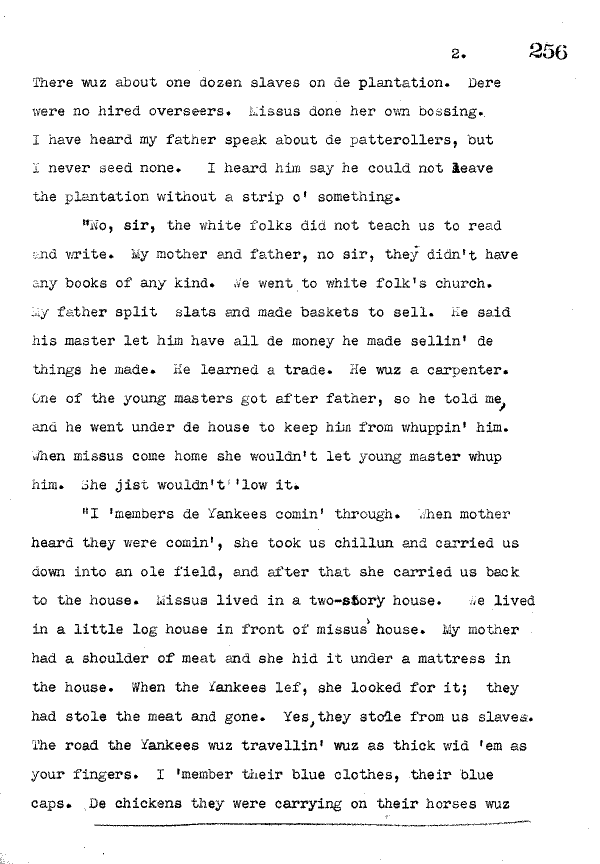 2. 256
There wuz about one dozen slaves on de plantation. Dere
were no hired overseers. Missus done her own bossing.
I have heard my father speak about de patterollers, but
I never seed none. I heard him say he could not leave
the plantation without a strip o' something.
"No, sir, the white folks did not teach us to read
and write. My mother and father, no sir, they didn't have
any books of any kind. We went to white folk's church.
My father split slats and made baskets to sell. He said
his master let him have all de money he made sellin' de
things he made. He learned a trade. He wuz a carpenter.
One of the young masters got after father, so he told me,
and he went under de house to keep him from whuppin' him.
When missus come home she wouldn't let young master whup
him. She jist wouldn't 'low it.
"I 'members de Yankees comin' through. When mother
heard they were comin', she took us chillun and carried us
down into an ole field, and after that she carried us back
to the house. Missus lived in a two-story house. We lived
in a little log house in front of missus' house. My mother
had a shoulder of meat and she hid it under a mattress in
the house. When the Yankees lef, she looked for it; they
had stole the meat and gone. Yes, they stole from us slaves.
The road the Yankees wuz travellin' wuz as thick wid 'em as
your fingers. I 'member their blue clothes, their blue
caps. De chickens they were carrying on their horses wuz